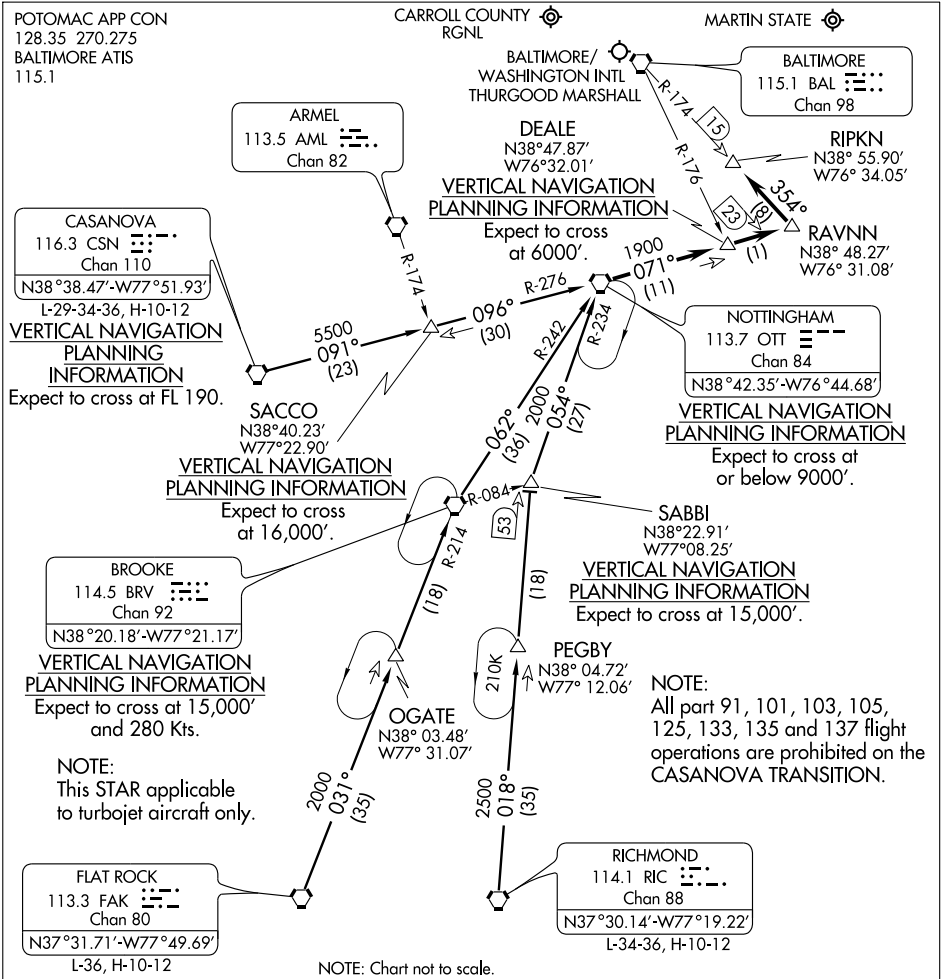 POTOMAC APP CON
128.35 270.275
BALTIMORE ATIS
115.1
CARROLL COUNTY
RGNL
MARTIN STATE
BALTIMORE/
WASHINGTON INTL
THURGOOD MARSHALL
BALTIMORE
115.1 BAL
Chan 98
R-174
15
R-176
RIPKN
N38° 55.90'
W76° 34.05'
ARMEL
113.5 AML
Chan 82
R-174
DEALE
N38°47.87'
W76°32.01'
VERTICAL NAVIGATION
PLANNING INFORMATION
Expect to cross
at 6000'.
354°
(8)
23
RAVNN
N38° 48.27'
W76° 31.08'
(1)
1900
071°
(11)
CASANOVA
116.3 CSN
Chan 110
N38°38.47'-W77°51.93'
L-29-34-36, H-10-12
VERTICAL NAVIGATION
PLANNING
INFORMATION
Expect to cross at FL 190.
5500
091°
(23)
R-276
096°
(30)
R-242
R-234
NOTTINGHAM
113.7 OTT
Chan 84
N38°42.35'-W76°44.68'
VERTICAL NAVIGATION
PLANNING INFORMATION
Expect to cross at
or below 9000'.
SACCO
N38°40.23'
W77°22.90'
VERTICAL NAVIGATION
PLANNING INFORMATION
Expect to cross
at 16,000'.
062°
(36)
2000
054°
(27)
R-084
53
SABBI
N38°22.91'
W77°08.25'
VERTICAL NAVIGATION
PLANNING INFORMATION
Expect to cross at 15,000'.
BROOKE
114.5 BRV
Chan 92
N38°20.18'-W77°21.17'
VERTICAL NAVIGATION
PLANNING INFORMATION
Expect to cross at 15,000'
and 280 Kts.
R-214
(18)
(18)
210K
PEGBY
N38° 04.72'
W77° 12.06'
OGATE
N38° 03.48'
W77° 31.07'
NOTE:
All part 91, 101, 103, 105,
125, 133, 135 and 137 flight
operations are prohibited on the
CASANOVA TRANSITION.
NOTE:
This STAR applicable
to turbojet aircraft only.
2000
031°
(35)
2500
018°
(35)
FLAT ROCK
113.3 FAK
Chan 80
N37°31.71'-W77°49.69'
L-36, H-10-12
RICHMOND
114.1 RIC
Chan 88
N37°30.14'-W77°19.22'
L-34-36, H-10-12
NOTE: Chart not to scale.